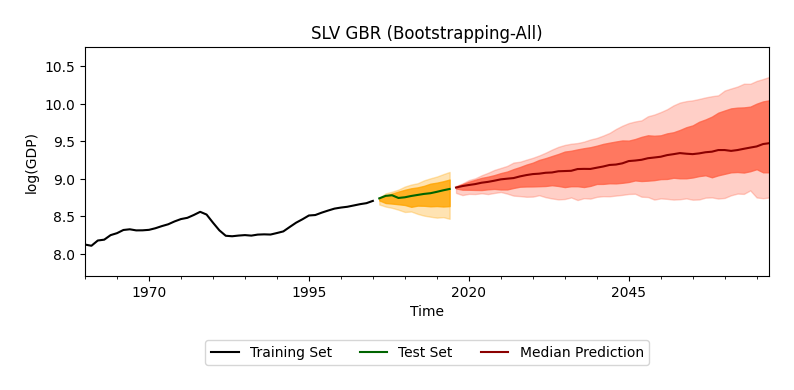 SLV GBR (Bootstrapping-All)
10.5
10.0
9.5
9.0
8.5
8.0
log(GDP)
1970 1995 2020 2045
Time
Training Set Test Set Median Prediction